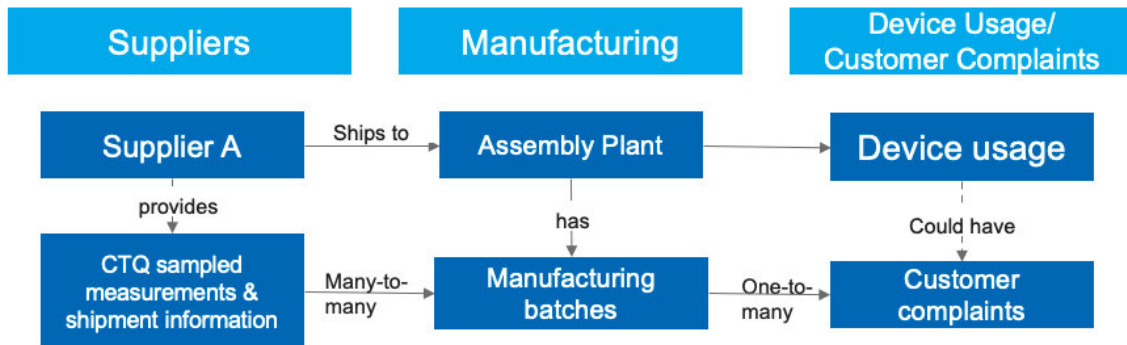 Suppliers
Manufacturing
Device Usage/
Customer Complaints
Supplier A
Ships to
Assembly Plant
Device usage
provides
has
Could have
CTQ sampled
measurements &
shipment information
Many-to-
many
Manufacturing
batches
One-to-
many
Customer
complaints